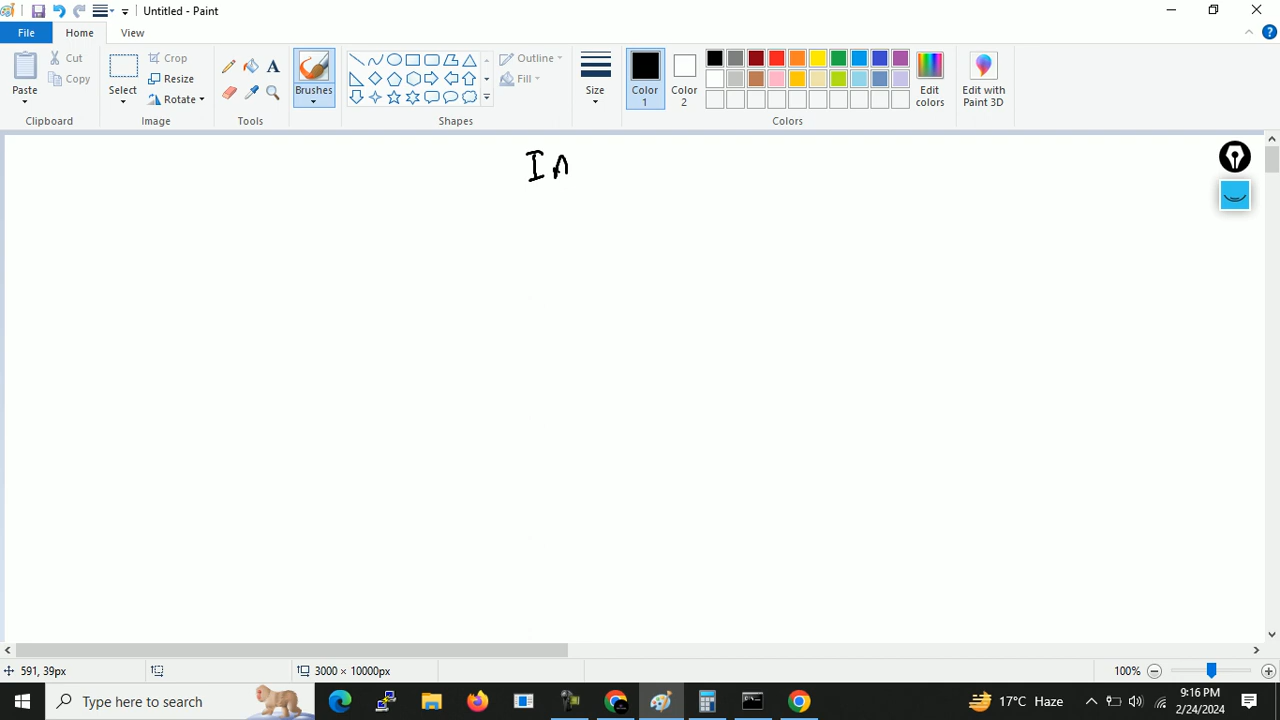 Untitled - Paint
File Home View
Paste Cut Copy Select Crop Resize Rotate Brushes Outline Fill Size Color 1 Color 2 Edit colors Edit with Paint 3D
Clipboard Image Tools Shapes Colors
In
591, 39px 3000 × 10000px 100%
Type here to search 17°C Haze 9:16 PM
2/24/2024